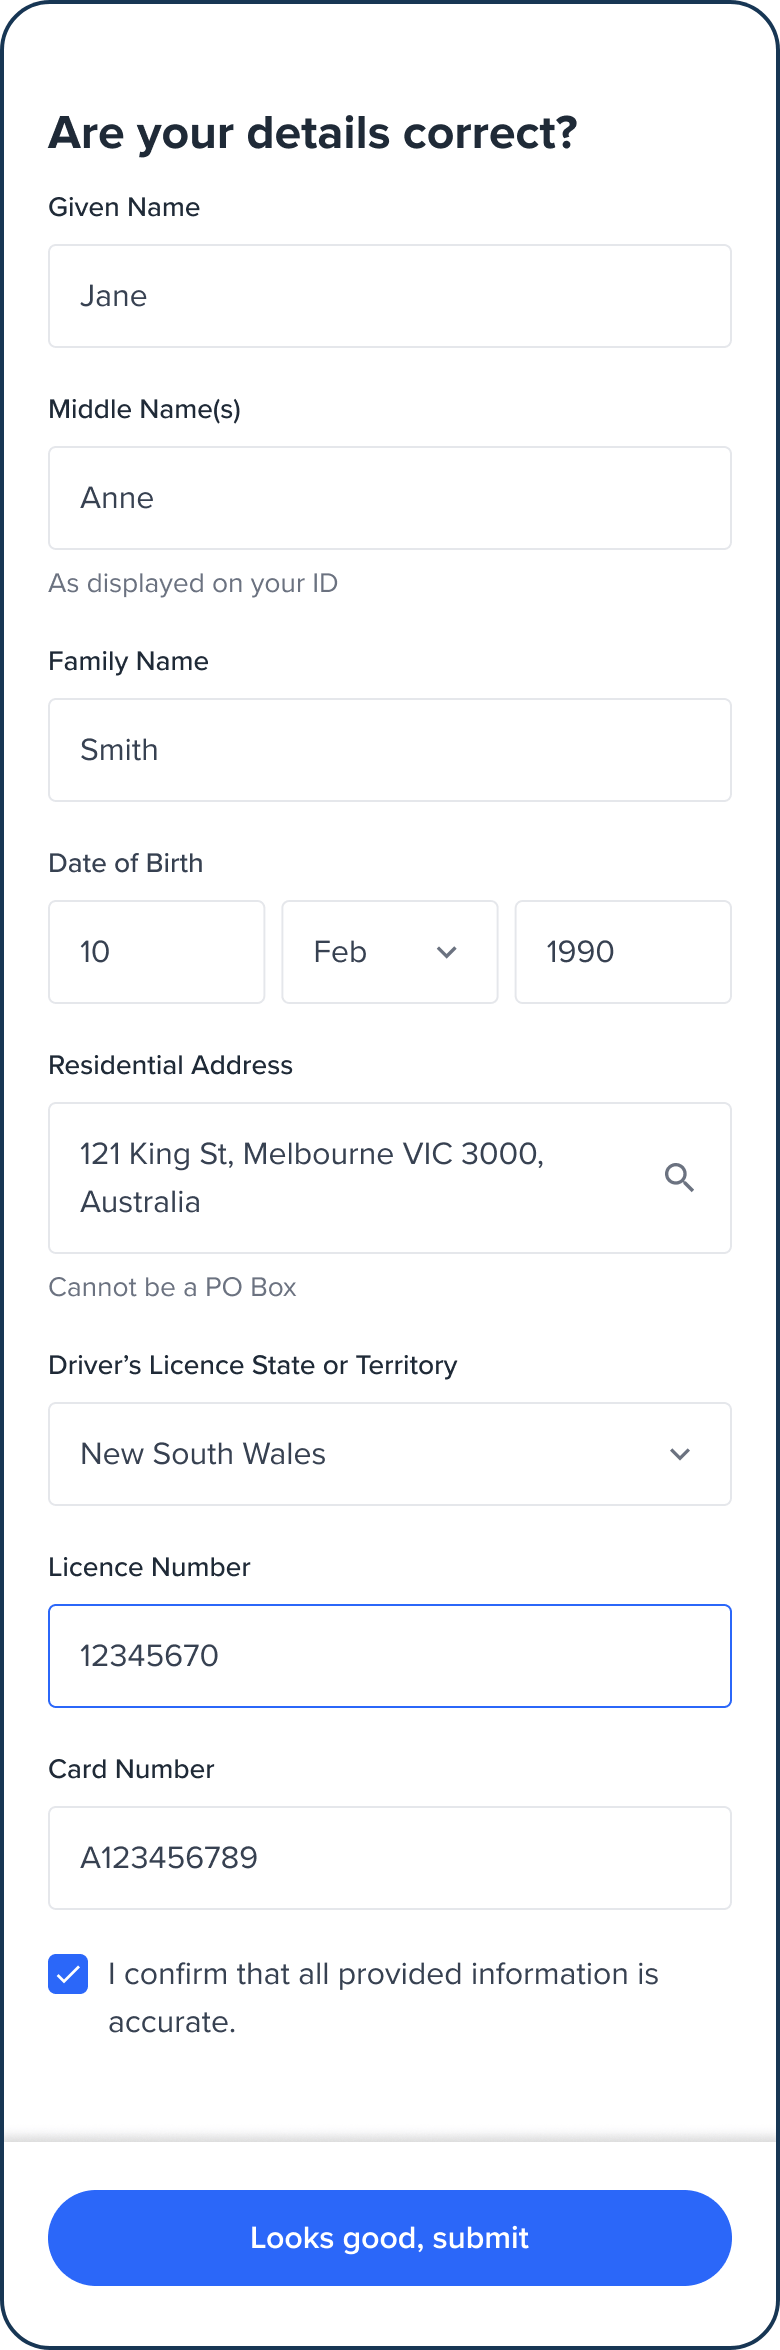 Are your details correct?
Given Name
Jane
Middle Name(s)
Anne
As displayed on your ID
Family Name
Smith
Date of Birth
10 Feb 1990
Residential Address
121 King St, Melbourne VIC 3000,
Australia
Cannot be a PO Box
Driver’s Licence State or Territory
New South Wales
Licence Number
12345670
Card Number
A123456789
I confirm that all provided information is
accurate.
Looks good, submit